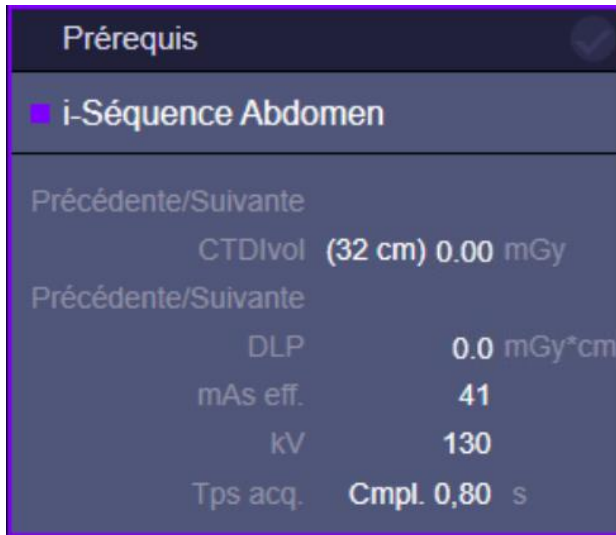 Prérequis
i-Séquence Abdomen
Précédente/Suivante
CTDIvol (32 cm) 0.00 mGy
Précédente/Suivante
DLP 0.0 mGy*cm
mAs eff. 41
kV 130
Tps acq. Cmpl. 0,80 s